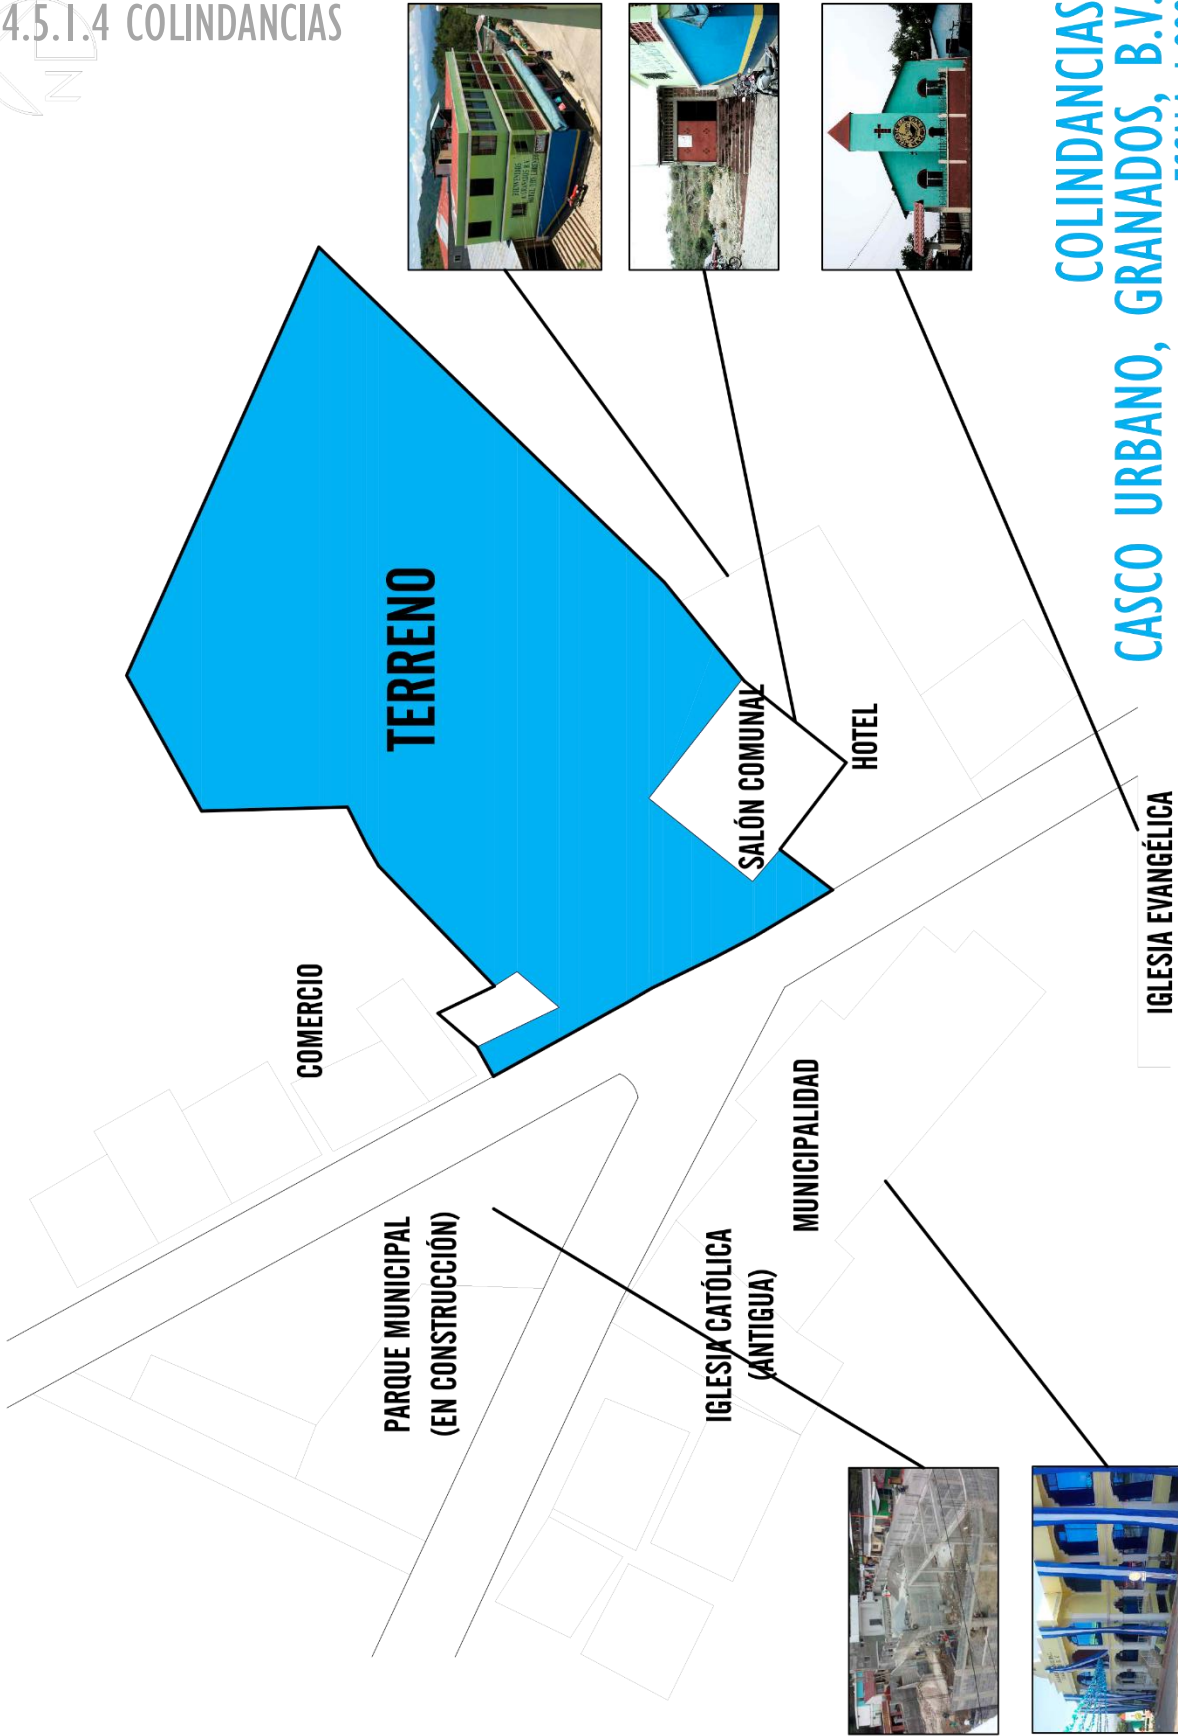 4.5.1.4 COLINDANCIAS
TERRENO
COMERCIO
SALÓN COMUNAL
HOTEL
PARQUE MUNICIPAL
(EN CONSTRUCCIÓN)
IGLESIA CATÓLICA
(ANTIGUA)
MUNICIPALIDAD
IGLESIA EVANGÉLICA
COLINDANCIAS
CASCO URBANO, GRANADOS, B.V.